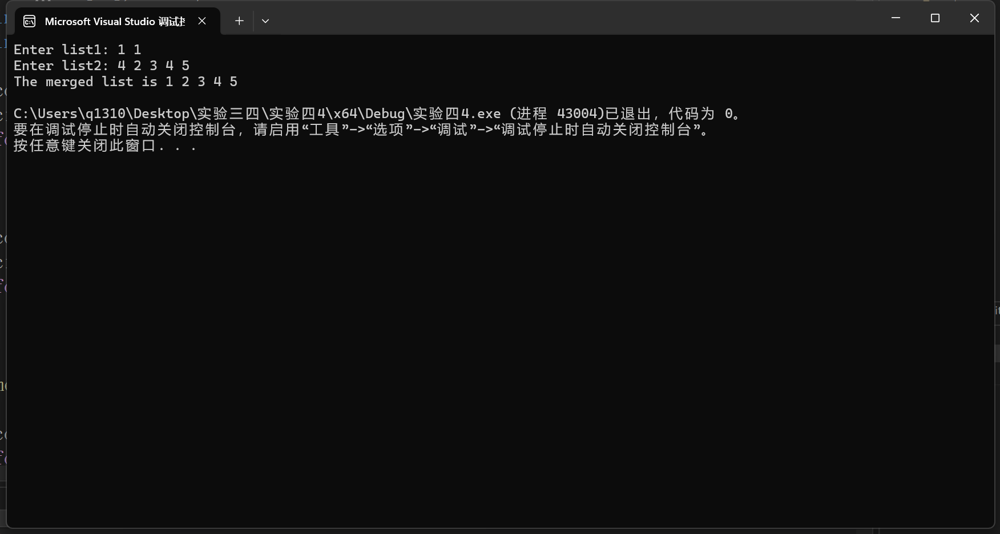 Microsoft Visual Studio 调试
Enter list1: 1 1
Enter list2: 4 2 3 4 5
The merged list is 1 2 3 4 5
C:\Users\q1310\Desktop\实验三四\实验四4\x64\Debug\实验四4.exe (进程 43004)已退出，代码为 0。
要在调试停止时自动关闭控制台，请启用“工具”->“选项”->“调试”->“调试停止时自动关闭控制台”。
按任意键关闭此窗口. . .